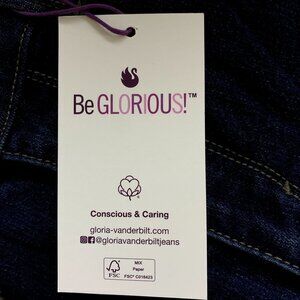 Be GLORIOUS!™
Conscious & Caring
gloria-vanderbilt.com
@gloriavanderbiltjeans
FSC
MIX
Paper
FSC® C018423